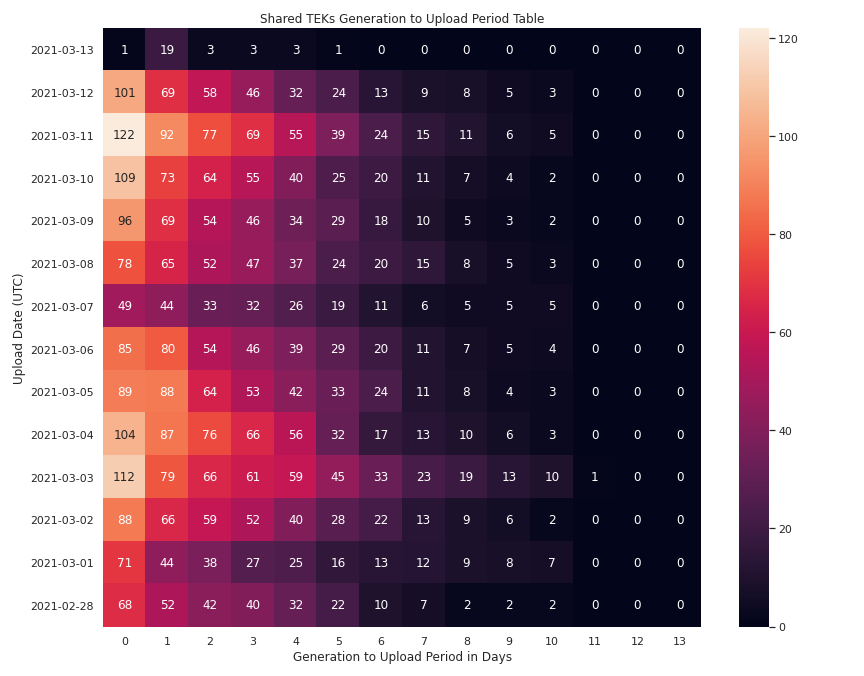 Shared TEKs Generation to Upload Period Table
Upload Date (UTC)
2021-03-13 1 19 3 3 3 1 0 0 0 0 0 0 0 0
2021-03-12 101 69 58 46 32 24 13 9 8 5 3 0 0 0
2021-03-11 122 92 77 69 55 39 24 15 11 6 5 0 0 0
2021-03-10 109 73 64 55 40 25 20 11 7 4 2 0 0 0
2021-03-09 96 69 54 46 34 29 18 10 5 3 2 0 0 0
2021-03-08 78 65 52 47 37 24 20 15 8 5 3 0 0 0
2021-03-07 49 44 33 32 26 19 11 6 5 5 5 0 0 0
2021-03-06 85 80 54 46 39 29 20 11 7 5 4 0 0 0
2021-03-05 89 88 64 53 42 33 24 11 8 4 3 0 0 0
2021-03-04 104 87 76 66 56 32 17 13 10 6 3 0 0 0
2021-03-03 112 79 66 61 59 45 33 23 19 13 10 1 0 0
2021-03-02 88 66 59 52 40 28 22 13 9 6 2 0 0 0
2021-03-01 71 44 38 27 25 16 13 12 9 8 7 0 0 0
2021-02-28 68 52 42 40 32 22 10 7 2 2 2 0 0 0
0 1 2 3 4 5 6 7 8 9 10 11 12 13
Generation to Upload Period in Days
120
100
80
60
40
20
0